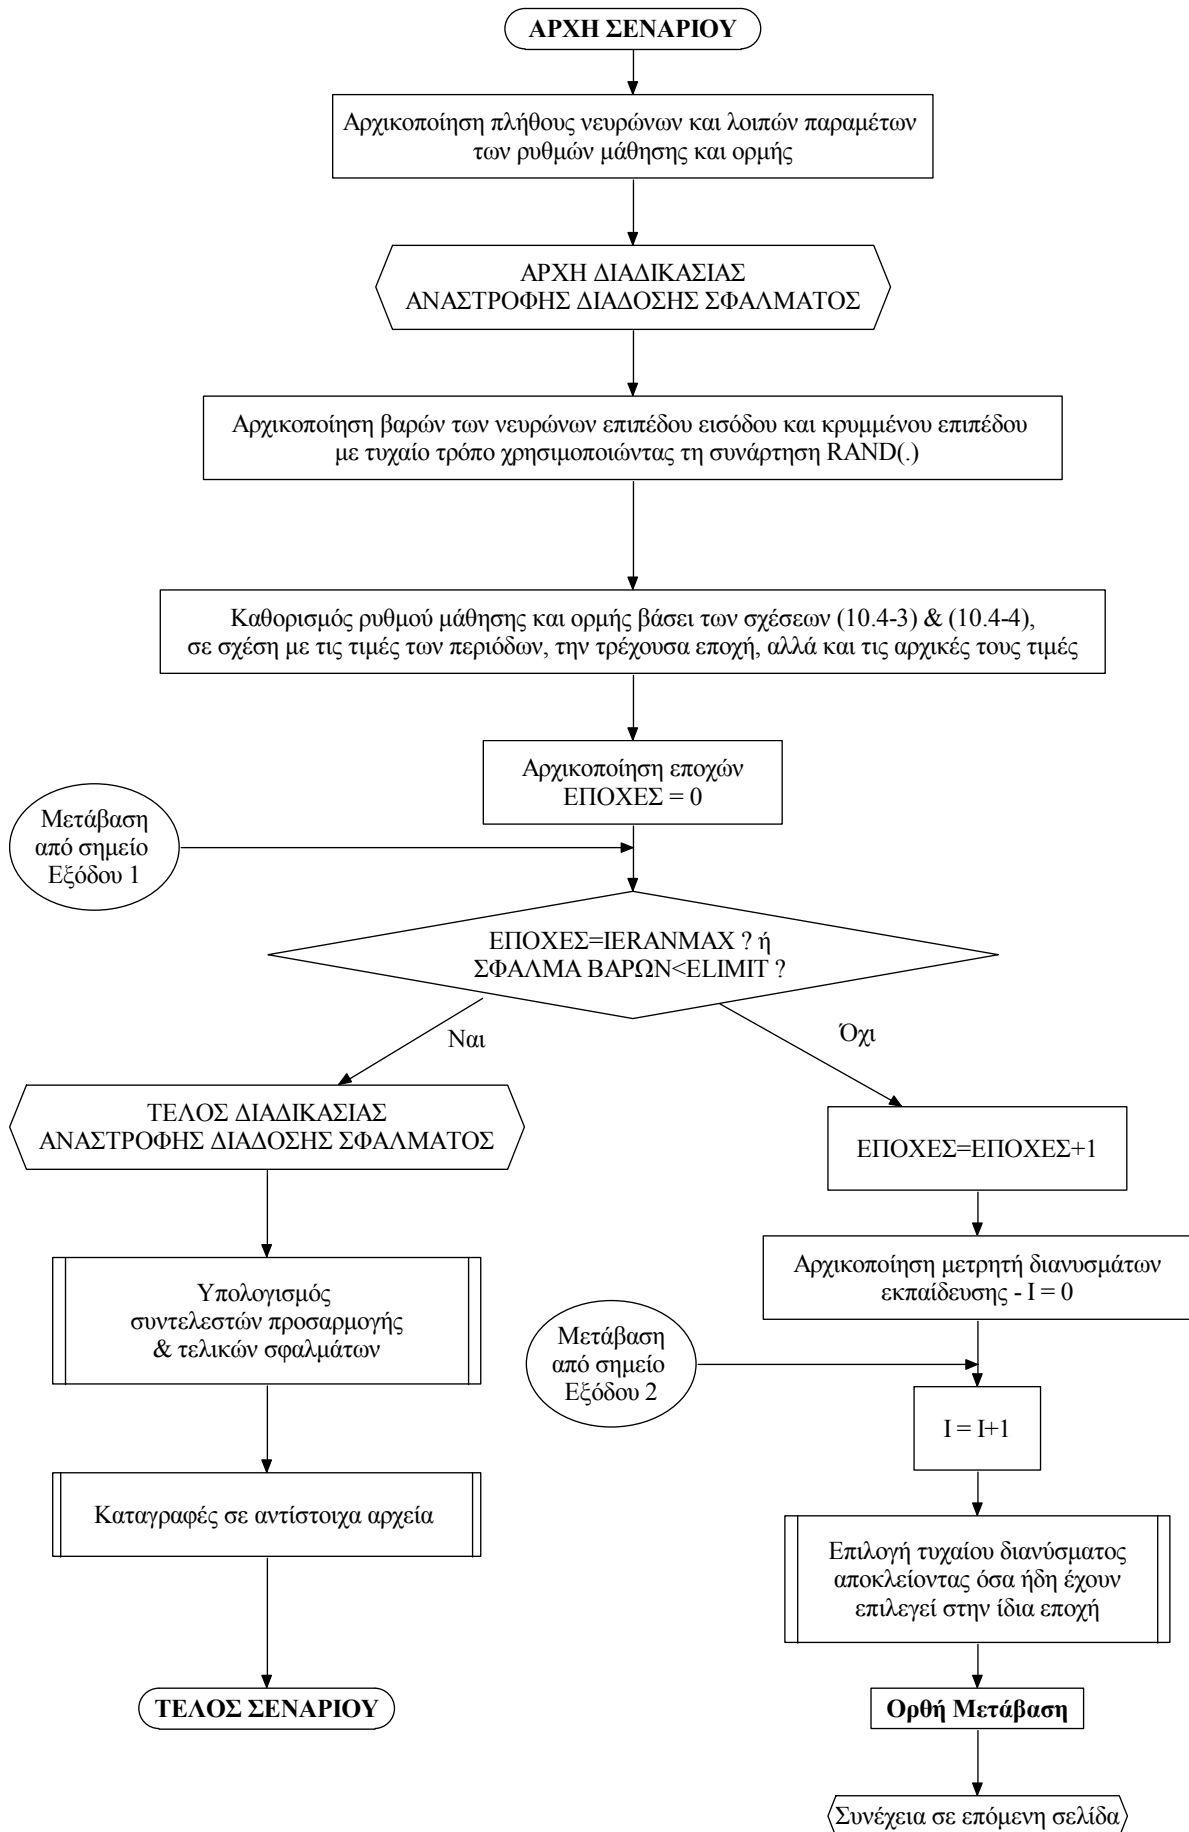 ΑΡΧΗ ΣΕΝΑΡΙΟΥ
Αρχικοποίηση πλήθους νευρώνων και λοιπών παραμέτων
των ρυθμών μάθησης και ορμής
ΑΡΧΗ ΔΙΑΔΙΚΑΣΙΑΣ
ΑΝΑΣΤΡΟΦΗΣ ΔΙΑΔΟΣΗΣ ΣΦΑΛΜΑΤΟΣ
Αρχικοποίηση βαρών των νευρώνων επιπέδου εισόδου και κρυμμένου επιπέδου
με τυχαίο τρόπο χρησιμοποιώντας τη συνάρτηση RAND(.)
Καθορισμός ρυθμού μάθησης και ορμής βάσει των σχέσεων (10.4-3) & (10.4-4),
σε σχέση με τις τιμές των περιόδων, την τρέχουσα εποχή, αλλά και τις αρχικές τους τιμές
Αρχικοποίηση εποχών
ΕΠΟΧΕΣ = 0
Μετάβαση
από σημείο
Εξόδου 1
ΕΠΟΧΕΣ=IERANMAX ? ή
ΣΦΑΛΜΑ ΒΑΡΩΝ<ELIMIT ?
Ναι
Όχι
ΤΕΛΟΣ ΔΙΑΔΙΚΑΣΙΑΣ
ΑΝΑΣΤΡΟΦΗΣ ΔΙΑΔΟΣΗΣ ΣΦΑΛΜΑΤΟΣ
ΕΠΟΧΕΣ=ΕΠΟΧΕΣ+1
Υπολογισμός
συντελεστών προσαρμογής
& τελικών σφαλμάτων
Αρχικοποίηση μετρητή διανυσμάτων
εκπαίδευσης - I = 0
Μετάβαση
από σημείο
Εξόδου 2
I = I+1
Καταγραφές σε αντίστοιχα αρχεία
Επιλογή τυχαίου διανύσματος
αποκλείοντας όσα ήδη έχουν
επιλεγεί στην ίδια εποχή
ΤΕΛΟΣ ΣΕΝΑΡΙΟΥ
Ορθή Μετάβαση
Συνέχεια σε επόμενη σελίδα